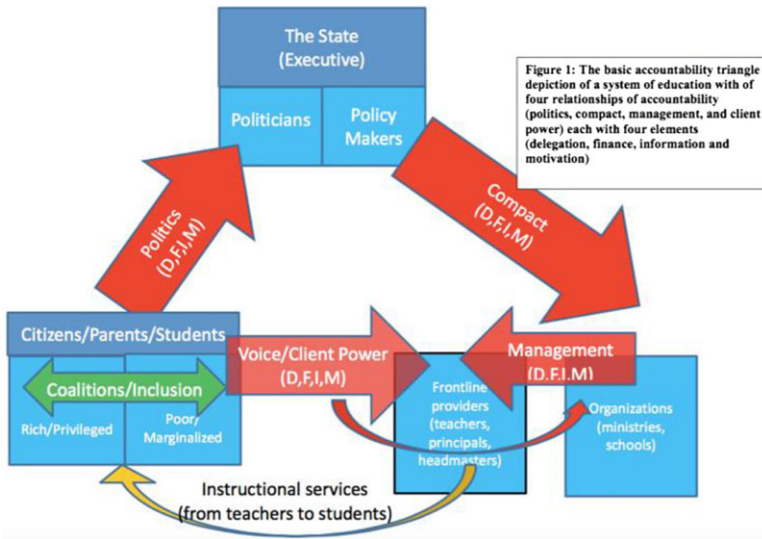 The State
(Executive)
Politicians
Policy
Makers
Figure 1: The basic accountability triangle
depiction of a system of education with of
four relationships of accountability
(politics, compact, management, and client
power) each with four elements
(delegation, finance, information and
motivation)
Politics
(D,F,I,M)
Compact
(D,F,I,M)
Citizens/Parents/Students
Coalitions/Inclusion
Rich/Privileged
Poor/
Marginalized
Voice/Client Power
(D,F,I,M)
Management
(D,F,I,M)
Frontline
providers
(teachers,
principals,
headmasters)
Organizations
(ministries,
schools)
Instructional services
(from teachers to students)